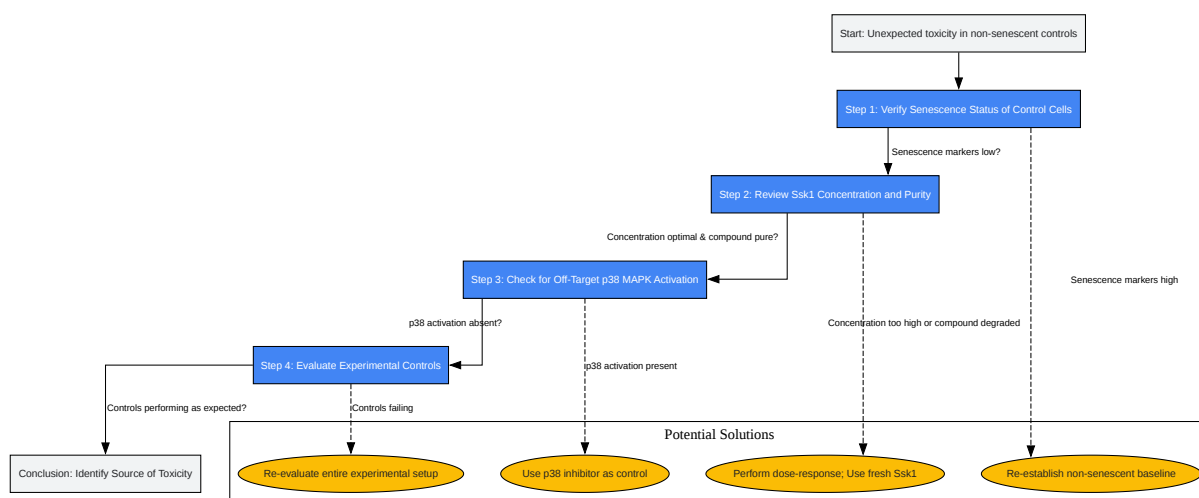 Start: Unexpected toxicity in non-senescent controls
Step 1: Verify Senescence Status of Control Cells
Senescence markers low?
Step 2: Review Ssk1 Concentration and Purity
Concentration optimal & compound pure?
Step 3: Check for Off-Target p38 MAPK Activation
Senescence markers high
p38 activation absent?
Concentration too high or compound degraded
Step 4: Evaluate Experimental Controls
p38 activation present
Controls performing as expected?
Controls failing
Potential Solutions
Conclusion: Identify Source of Toxicity
Re-evaluate entire experimental setup
Use p38 inhibitor as control
Perform dose-response; Use fresh Ssk1
Re-establish non-senescent baseline